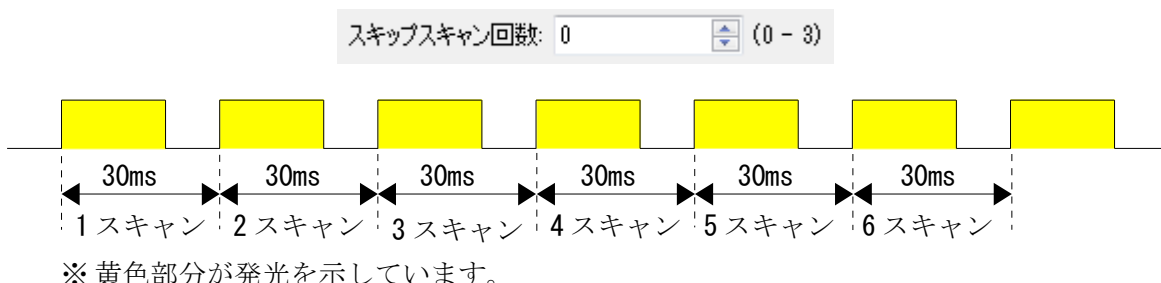 スキップスキャン回数: 0 (0 - 3)
30ms 30ms 30ms 30ms 30ms 30ms
1 スキャン 2 スキャン 3 スキャン 4 スキャン 5 スキャン 6 スキャン
※ 黄色部分が発光を示しています。